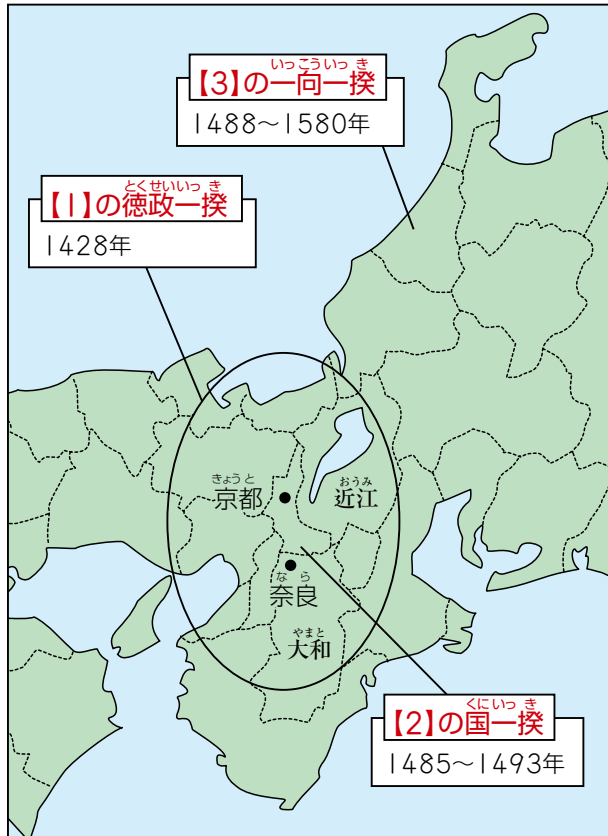 いっこういっき
【3】の一向一揆
1488〜1580年
とくせいいっき
【1】の徳政一揆
1428年
きょうと
京都
おうみ
近江
なら
奈良
やまと
大和
くにいっき
【2】の国一揆
1485〜1493年